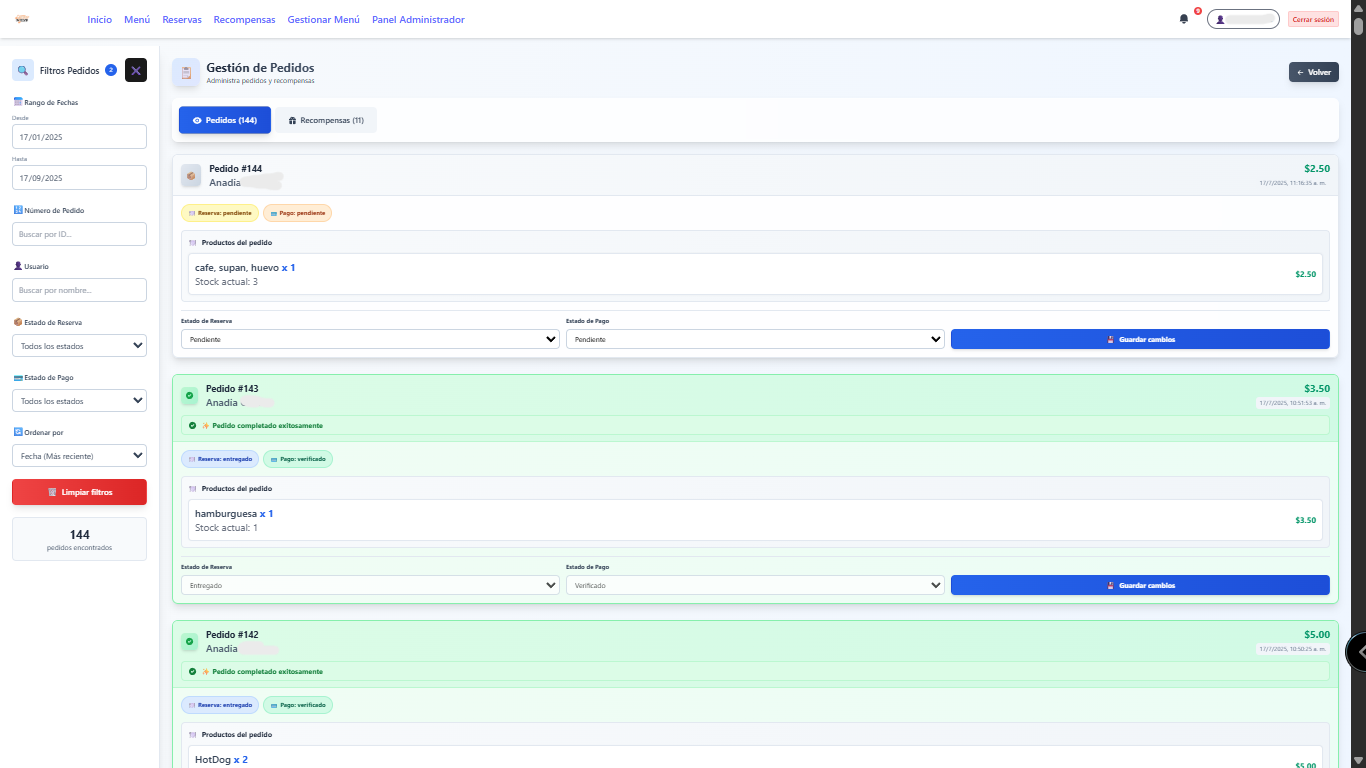 Inicio Menú Reservas Recompensas Gestionar Menú Panel Administrador
9
Cerrar sesión
Filtros Pedidos 2
Rango de Fechas
Desde
17/01/2025
Hasta
17/09/2025
Número de Pedido
Buscar por ID...
Usuario
Buscar por nombre...
Estado de Reserva
Todos los estados
Estado de Pago
Todos los estados
Ordenar por
Fecha (Más reciente)
Limpiar filtros
144
pedidos encontrados
Gestión de Pedidos
Administra pedidos y recompensas
← Volver
Pedidos (144) Recompensas (11)
Pedido #144 $2.50
Anadia 17/7/2025, 11:16:35 a. m.
Reserva: pendiente Pago: pendiente
Productos del pedido
cafe, supan, huevo x 1
Stock actual: 3
$2.50
Estado de Reserva Estado de Pago
Pendiente Pendiente Guardar cambios
Pedido #143 $3.50
Anadia 17/7/2025, 10:51:53 a. m.
Pedido completado exitosamente
Reserva: entregado Pago: verificado
Productos del pedido
hamburguesa x 1
Stock actual: 1
$3.50
Estado de Reserva Estado de Pago
Entregado Verificado Guardar cambios
Pedido #142 $5.00
Anadia 17/7/2025, 10:50:25 a. m.
Pedido completado exitosamente
Reserva: entregado Pago: verificado
Productos del pedido
HotDog x 2
$5.00